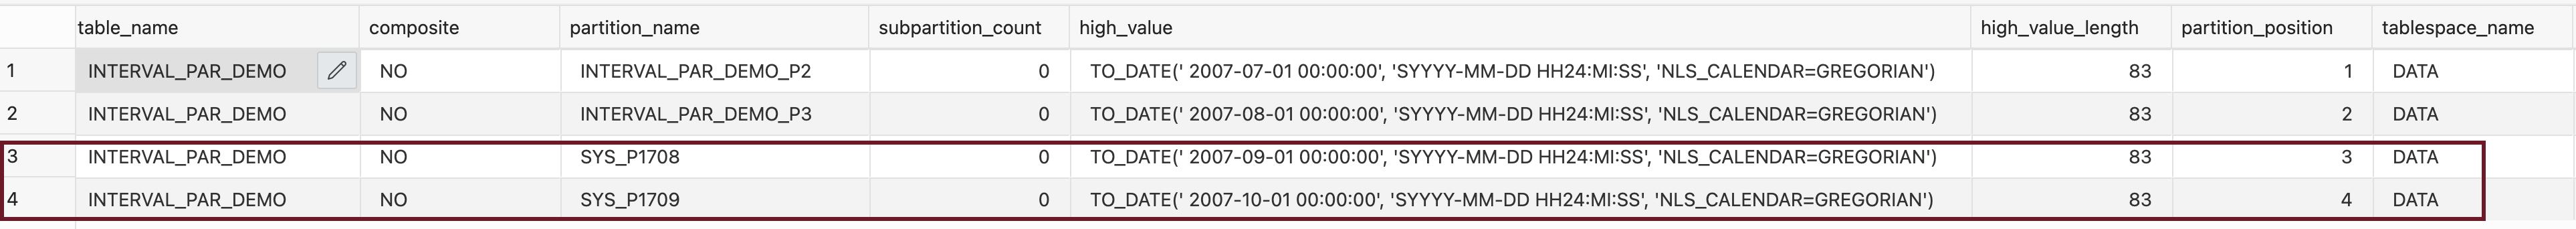 table_name composite partition_name subpartition_count high_value high_value_length partition_position tablespace_name
1 INTERVAL_PAR_DEMO NO INTERVAL_PAR_DEMO_P2 0 TO_DATE(' 2007-07-01 00:00:00', 'SYYYY-MM-DD HH24:MI:SS', 'NLS_CALENDAR=GREGORIAN') 83 1 DATA
2 INTERVAL_PAR_DEMO NO INTERVAL_PAR_DEMO_P3 0 TO_DATE(' 2007-08-01 00:00:00', 'SYYYY-MM-DD HH24:MI:SS', 'NLS_CALENDAR=GREGORIAN') 83 2 DATA
3 INTERVAL_PAR_DEMO NO SYS_P1708 0 TO_DATE(' 2007-09-01 00:00:00', 'SYYYY-MM-DD HH24:MI:SS', 'NLS_CALENDAR=GREGORIAN') 83 3 DATA
4 INTERVAL_PAR_DEMO NO SYS_P1709 0 TO_DATE(' 2007-10-01 00:00:00', 'SYYYY-MM-DD HH24:MI:SS', 'NLS_CALENDAR=GREGORIAN') 83 4 DATA